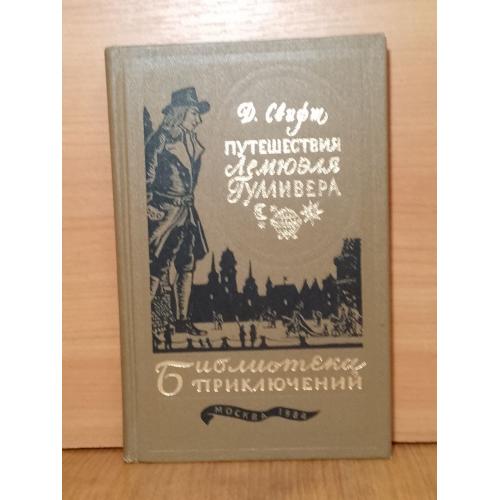 Д. Свифт
ПУТЕШЕСТВИЯ
Лемюэля
ГУЛЛИВЕРА
Библиотека
ПРИКЛЮЧЕНИЙ
МОСКВА 1984